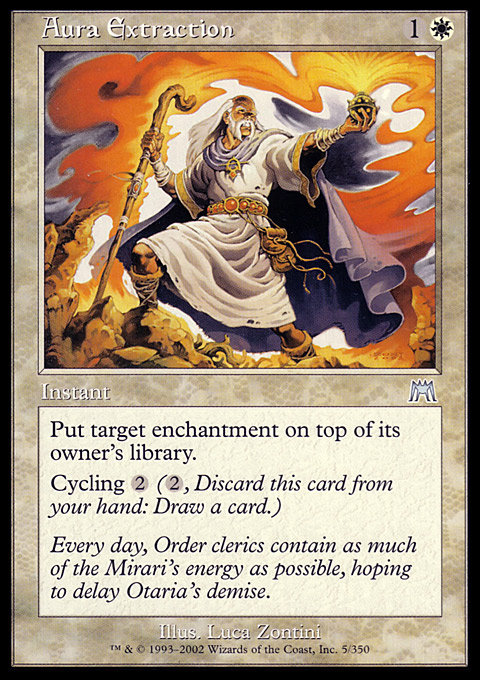 Aura Extraction 1
Instant
Put target enchantment on top of its
owner's library.
Cycling 2 (2, Discard this card from
your hand: Draw a card.)
Every day, Order clerics contain as much
of the Mirari's energy as possible, hoping
to delay Otaria's demise.
Illus. Luca Zontini
™ & © 1993–2002 Wizards of the Coast, Inc. 5/350